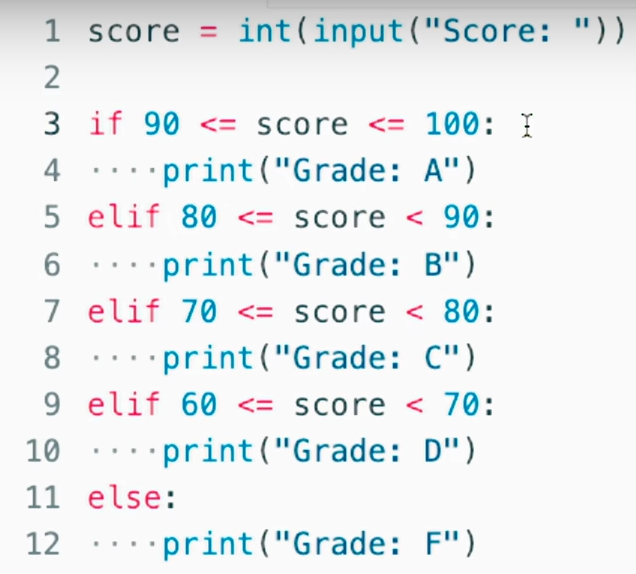 1 score = int(input("Score: "))
2
3 if 90 <= score <= 100:
4 ····print("Grade: A")
5 elif 80 <= score < 90:
6 ····print("Grade: B")
7 elif 70 <= score < 80:
8 ····print("Grade: C")
9 elif 60 <= score < 70:
10 ····print("Grade: D")
11 else:
12 ····print("Grade: F")